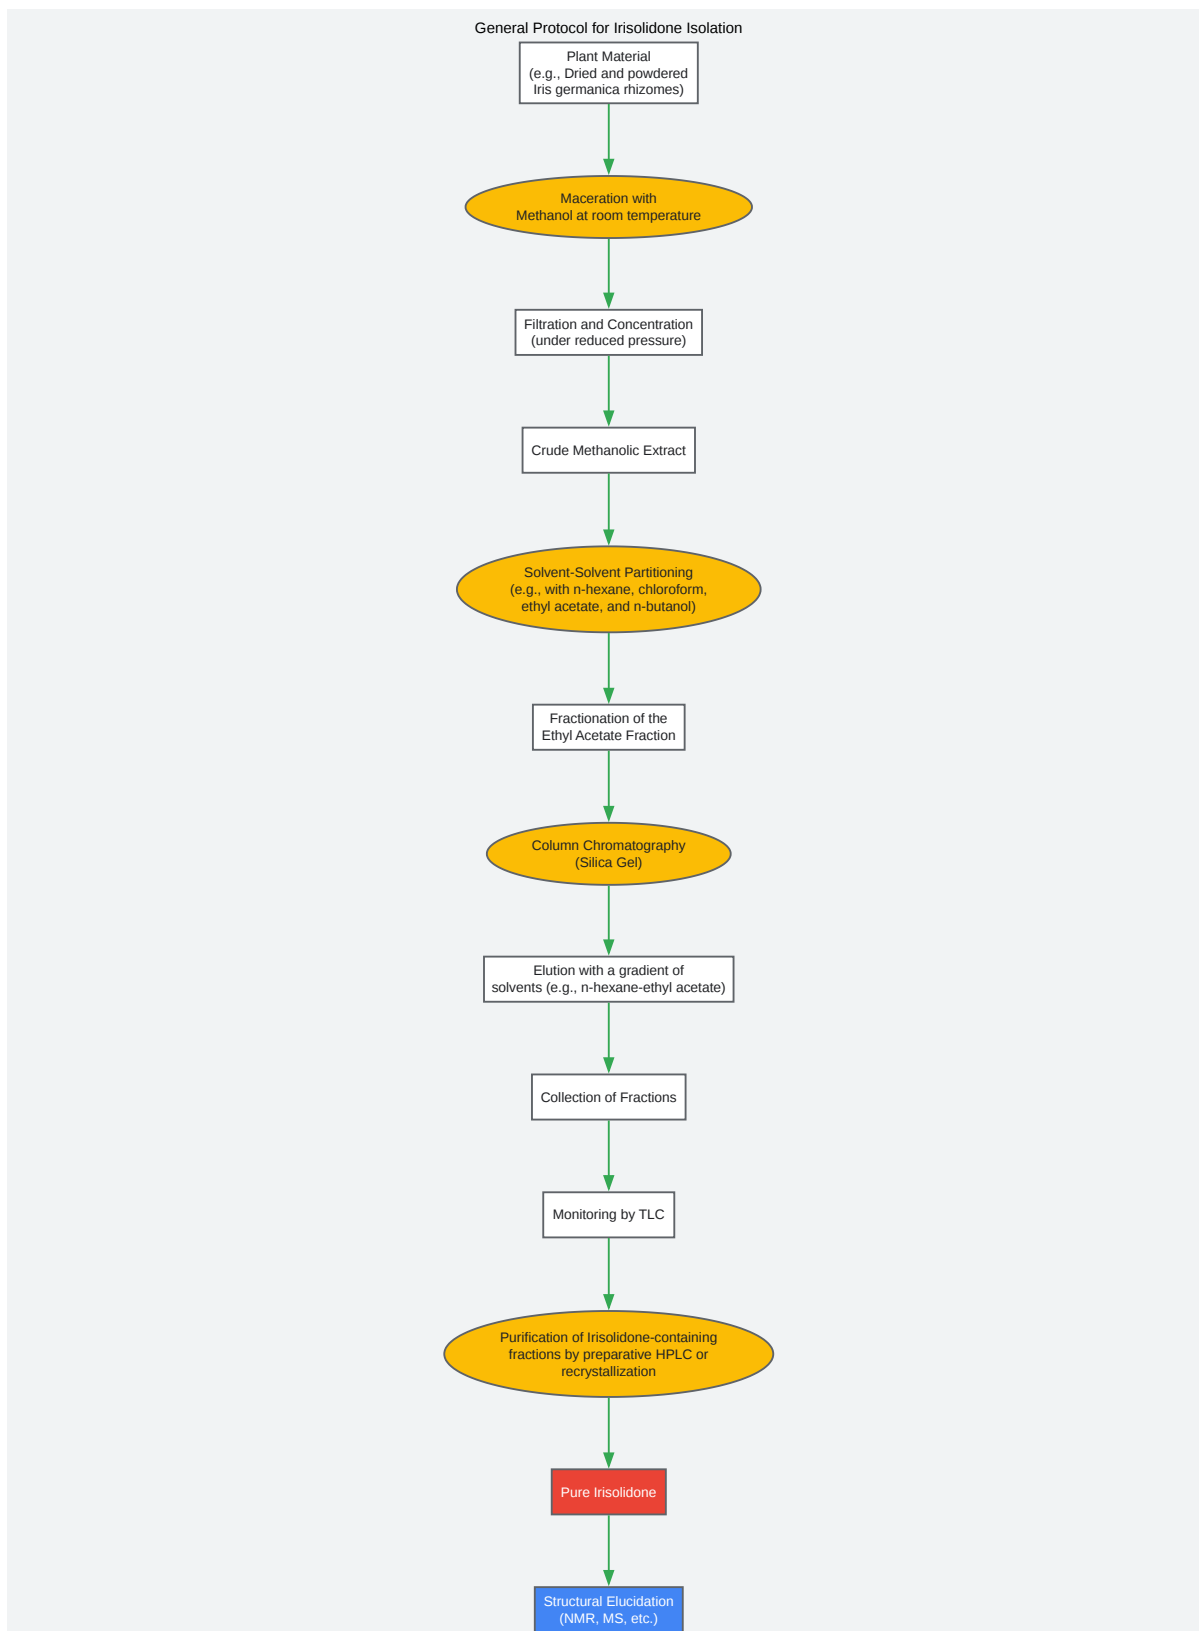 General Protocol for Irisolidone Isolation
Plant Material
(e.g., Dried and powdered
Iris germanica rhizomes)
Maceration with
Methanol at room temperature
Filtration and Concentration
(under reduced pressure)
Crude Methanolic Extract
Solvent-Solvent Partitioning
(e.g., with n-hexane, chloroform,
ethyl acetate, and n-butanol)
Fractionation of the
Ethyl Acetate Fraction
Column Chromatography
(Silica Gel)
Elution with a gradient of
solvents (e.g., n-hexane-ethyl acetate)
Collection of Fractions
Monitoring by TLC
Purification of Irisolidone-containing
fractions by preparative HPLC or
recrystallization
Pure Irisolidone
Structural Elucidation
(NMR, MS, etc.)